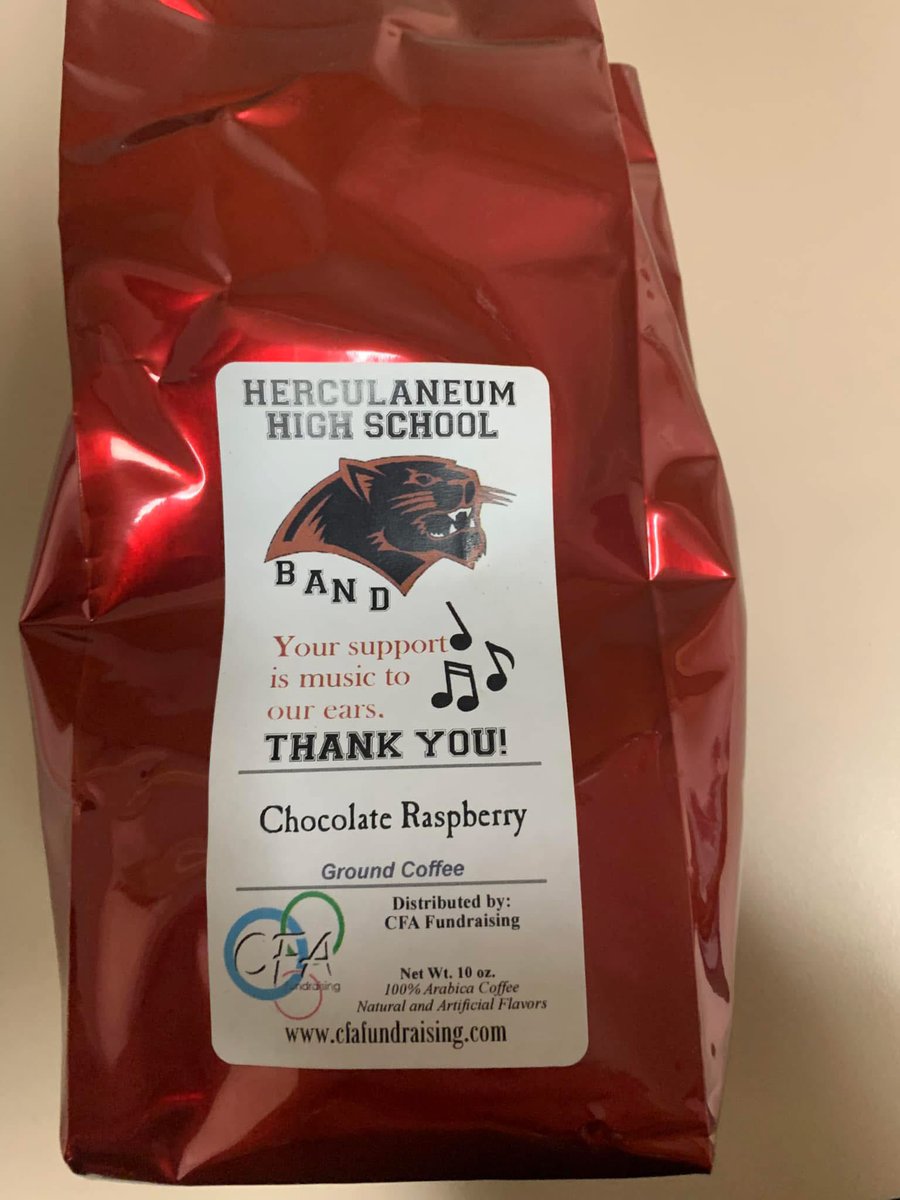 HERCULANEUM
HIGH SCHOOL
BAND
Your support
is music to
our ears.
THANK YOU!
Chocolate Raspberry
Ground Coffee
Distributed by:
CFA Fundraising
CFA
fundraising
Net Wt. 10 oz.
100% Arabica Coffee
Natural and Artificial Flavors
www.cfafundraising.com